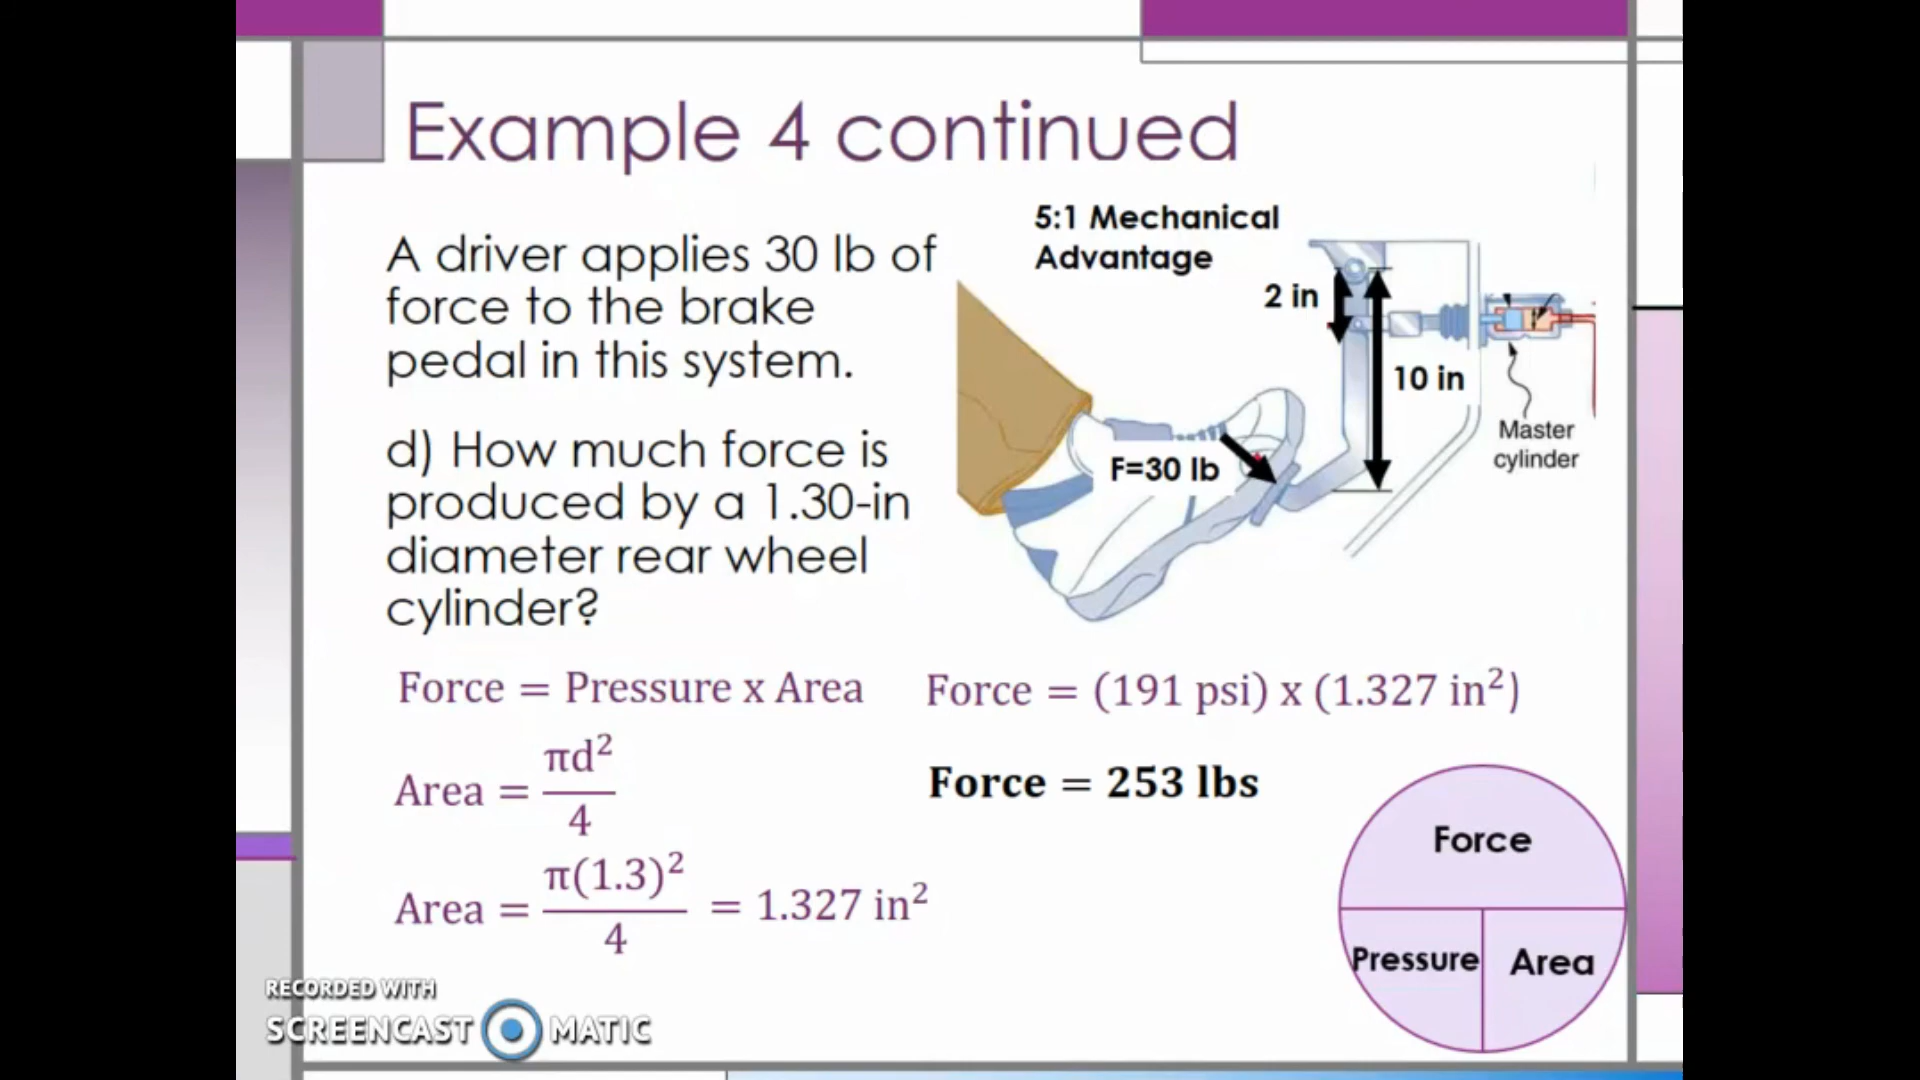 Example 4 continued
A driver applies 30 lb of
force to the brake
pedal in this system.
d) How much force is
produced by a 1.30-in
diameter rear wheel
cylinder?
5:1 Mechanical
Advantage
2 in
10 in
F=30 lb
Master
cylinder
Force = Pressure x Area
Area = πd²/4
Area = π(1.3)²/4 = 1.327 in²
Force = (191 psi) x (1.327 in²)
Force = 253 lbs
Force
Pressure
Area
RECORDED WITH
SCREENCAST MATIC